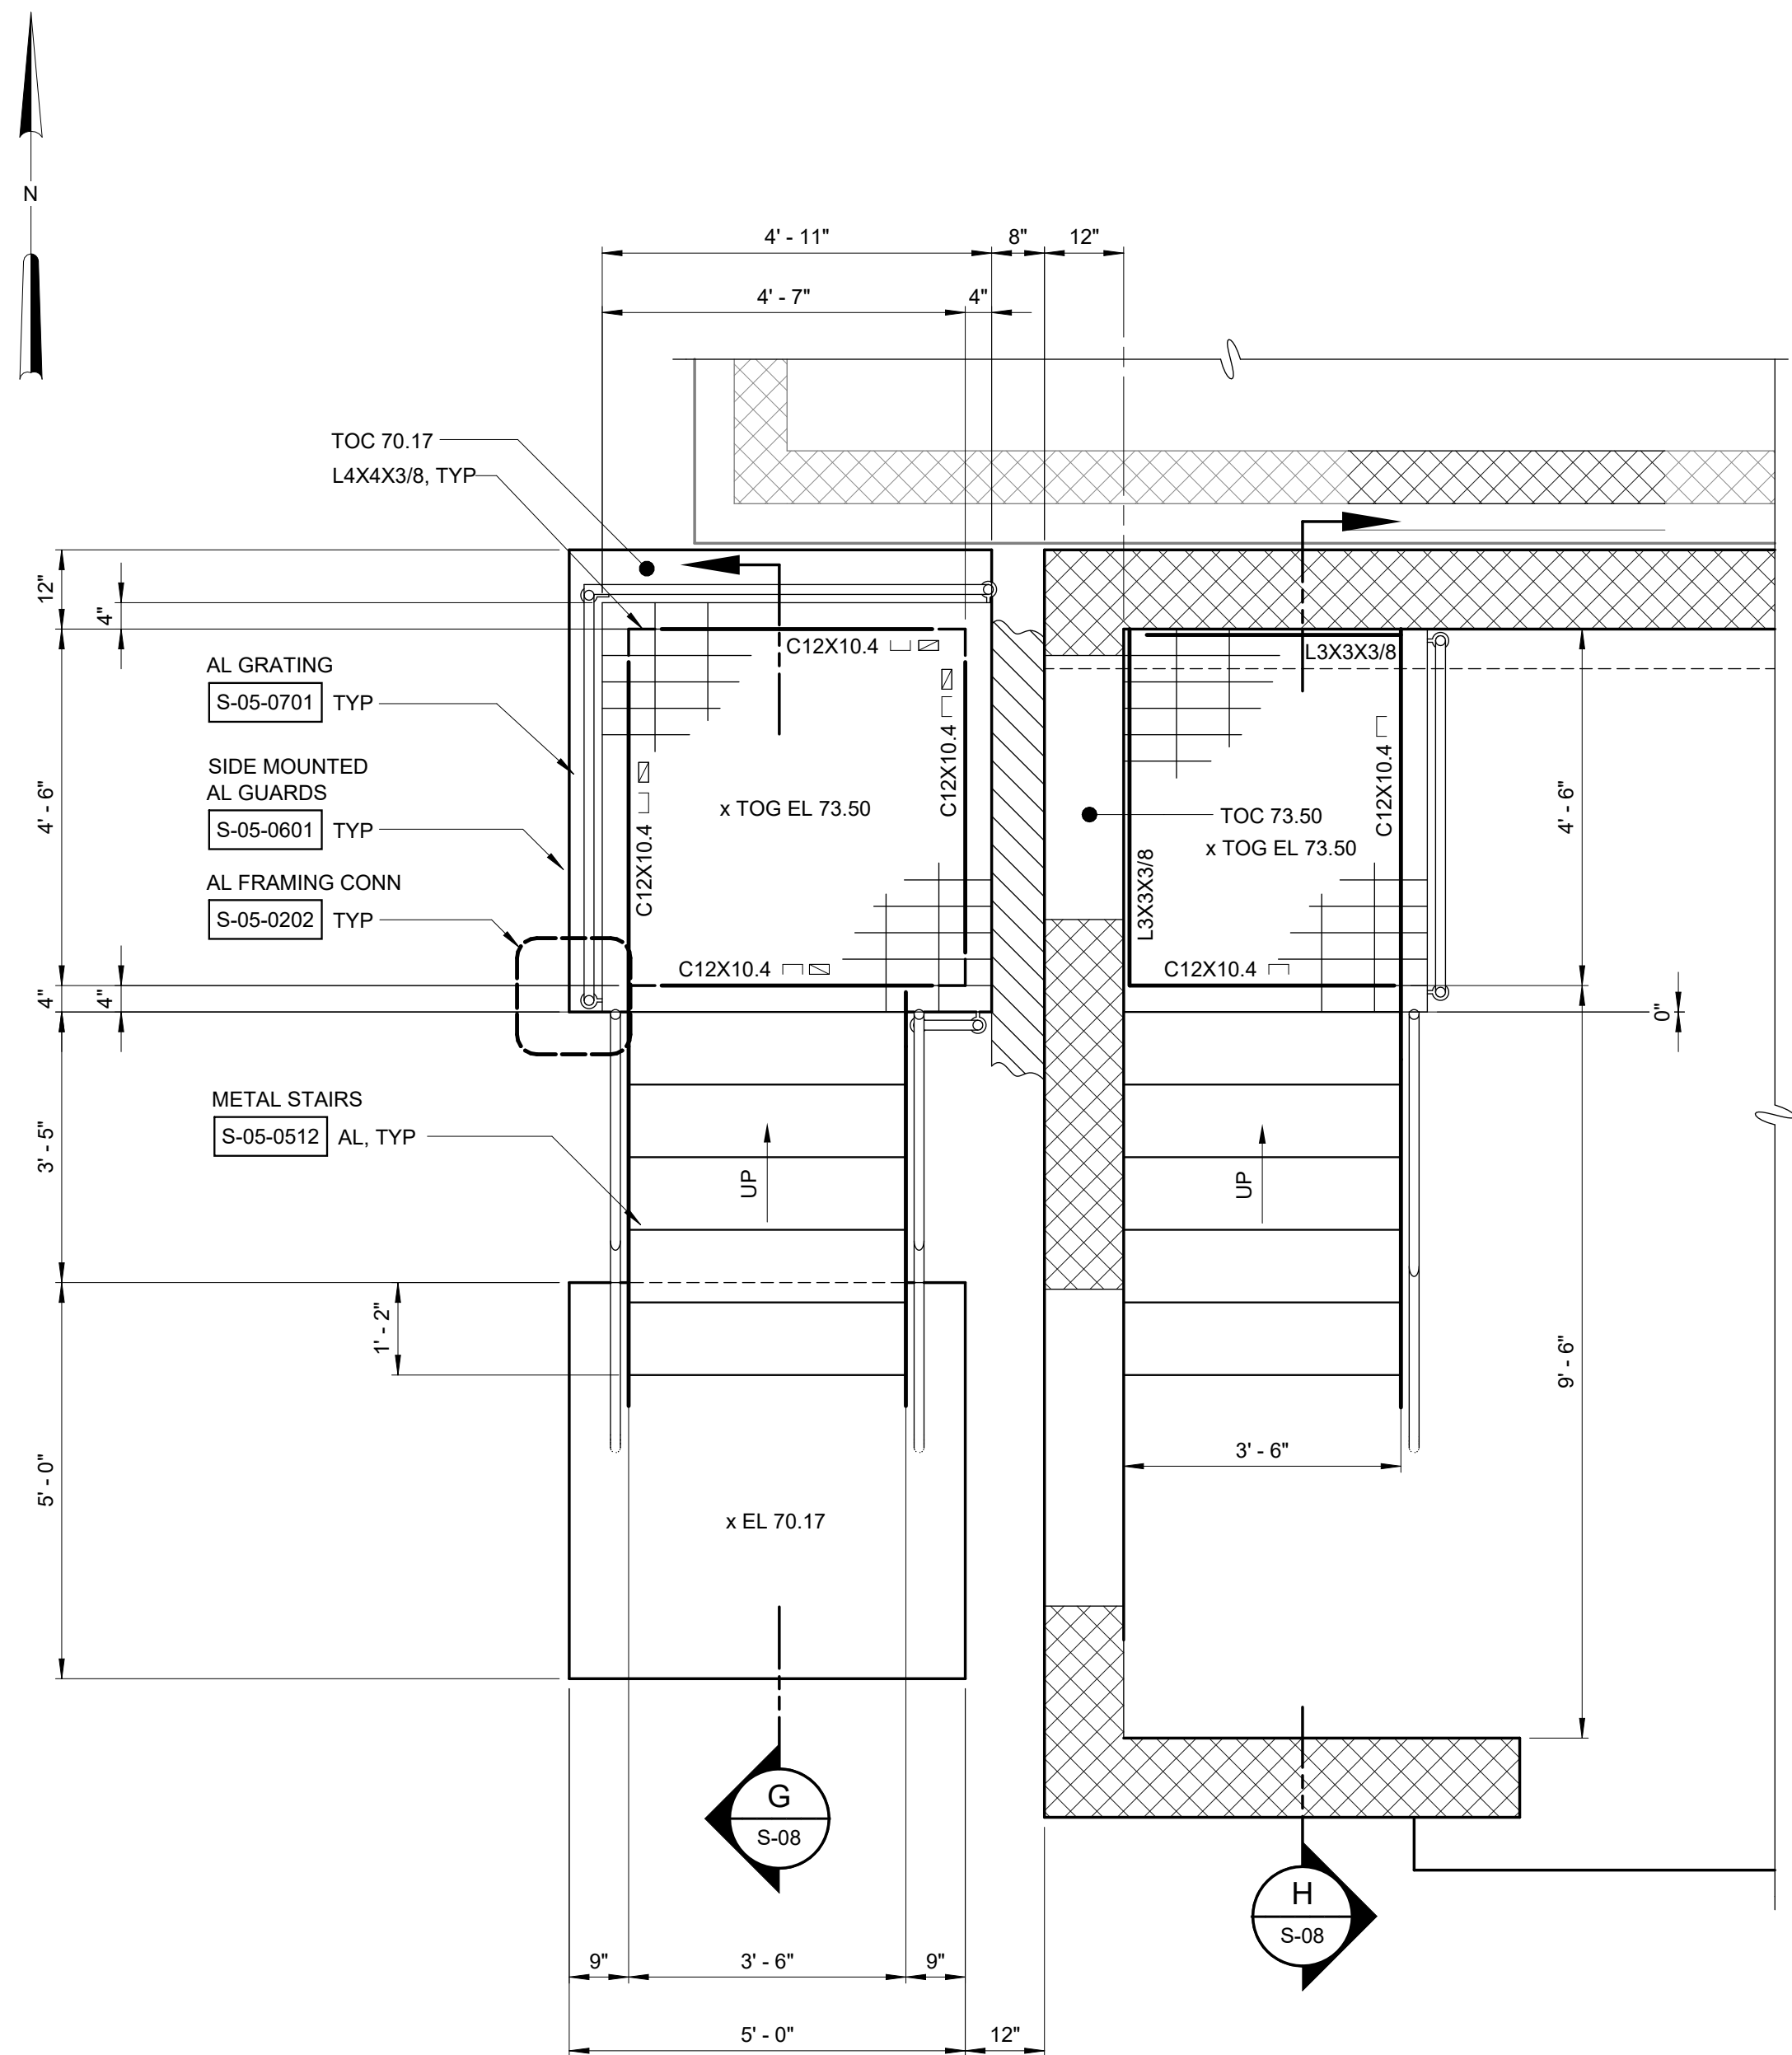 N
4' - 11"
8"
12"
4' - 7"
4"
TOC 70.17
L4X4X3/8, TYP
12"
4"
C12X10.4
L3X3X3/8
AL GRATING
S-05-0701 TYP
SIDE MOUNTED
AL GUARDS
S-05-0601 TYP
AL FRAMING CONN
S-05-0202 TYP
4' - 6"
C12X10.4
x TOG EL 73.50
C12X10.4
TOC 73.50
x TOG EL 73.50
C12X10.4
4' - 6"
L3X3X3/8
C12X10.4
C12X10.4
4"
4"
0"
METAL STAIRS
S-05-0512 AL, TYP
3' - 5"
UP
UP
1' - 2"
9' - 6"
3' - 6"
5' - 0"
x EL 70.17
G
S-08
H
S-08
9"
3' - 6"
9"
5' - 0"
12"